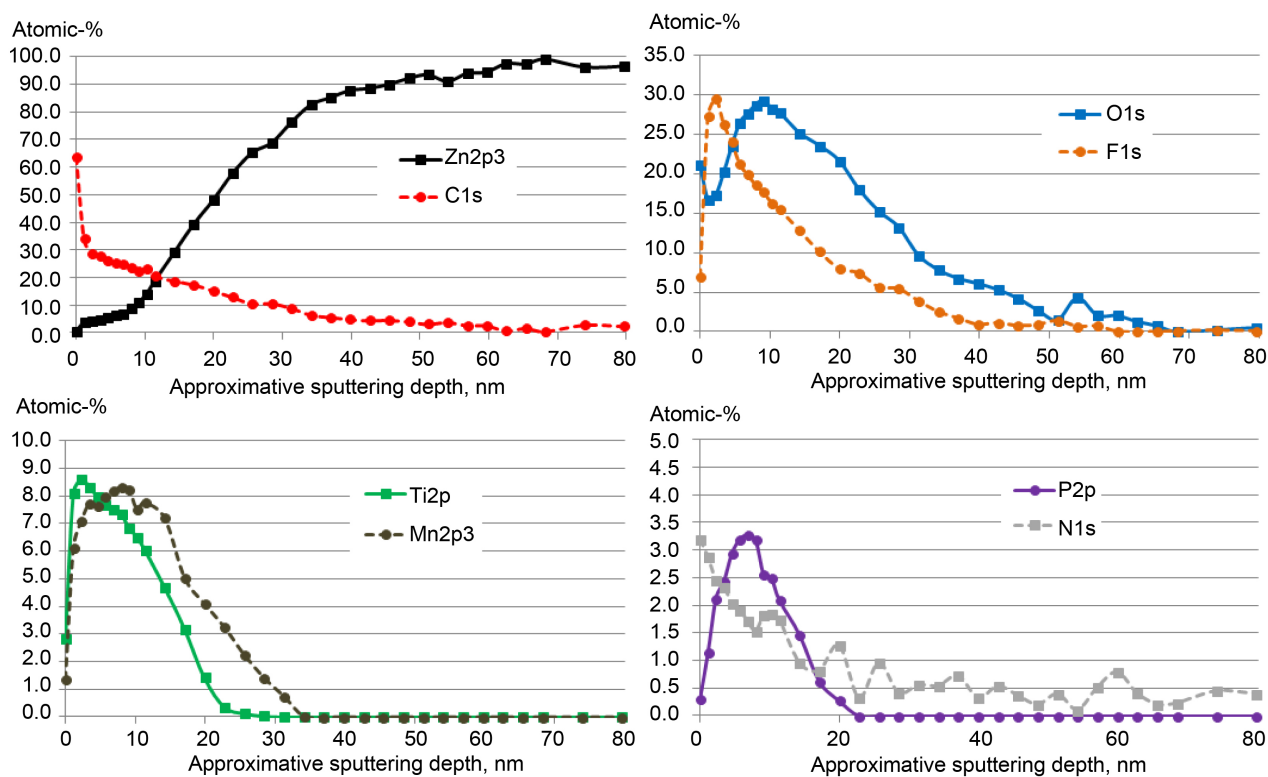 Atomic-%
100.0
90.0
80.0
70.0
60.0
50.0
40.0
30.0
20.0
10.0
0.0
Zn2p3
C1s
0 10 20 30 40 50 60 70 80
Approximative sputtering depth, nm
Atomic-%
35.0
30.0
25.0
20.0
15.0
10.0
5.0
0.0
O1s
F1s
0 10 20 30 40 50 60 70 80
Approximative sputtering depth, nm
Atomic-%
10.0
9.0
8.0
7.0
6.0
5.0
4.0
3.0
2.0
1.0
0.0
Ti2p
Mn2p3
0 10 20 30 40 50 60 70 80
Approximative sputtering depth, nm
Atomic-%
5.0
4.5
4.0
3.5
3.0
2.5
2.0
1.5
1.0
0.5
0.0
P2p
N1s
0 20 40 60 80
Approximative sputtering depth, nm